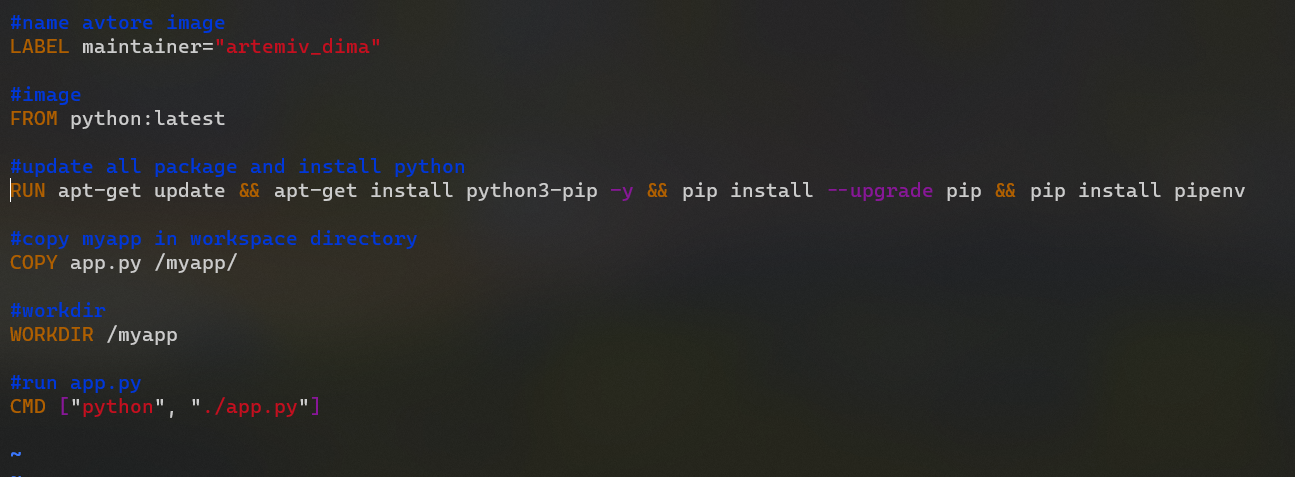 #name avtore image
LABEL maintainer="artemiv_dima"
#image
FROM python:latest
#update all package and install python
RUN apt-get update && apt-get install python3-pip -y && pip install --upgrade pip && pip install pipenv
#copy myapp in workspace directory
COPY app.py /myapp/
#workdir
WORKDIR /myapp
#run app.py
CMD ["python", "./app.py"]
~
~